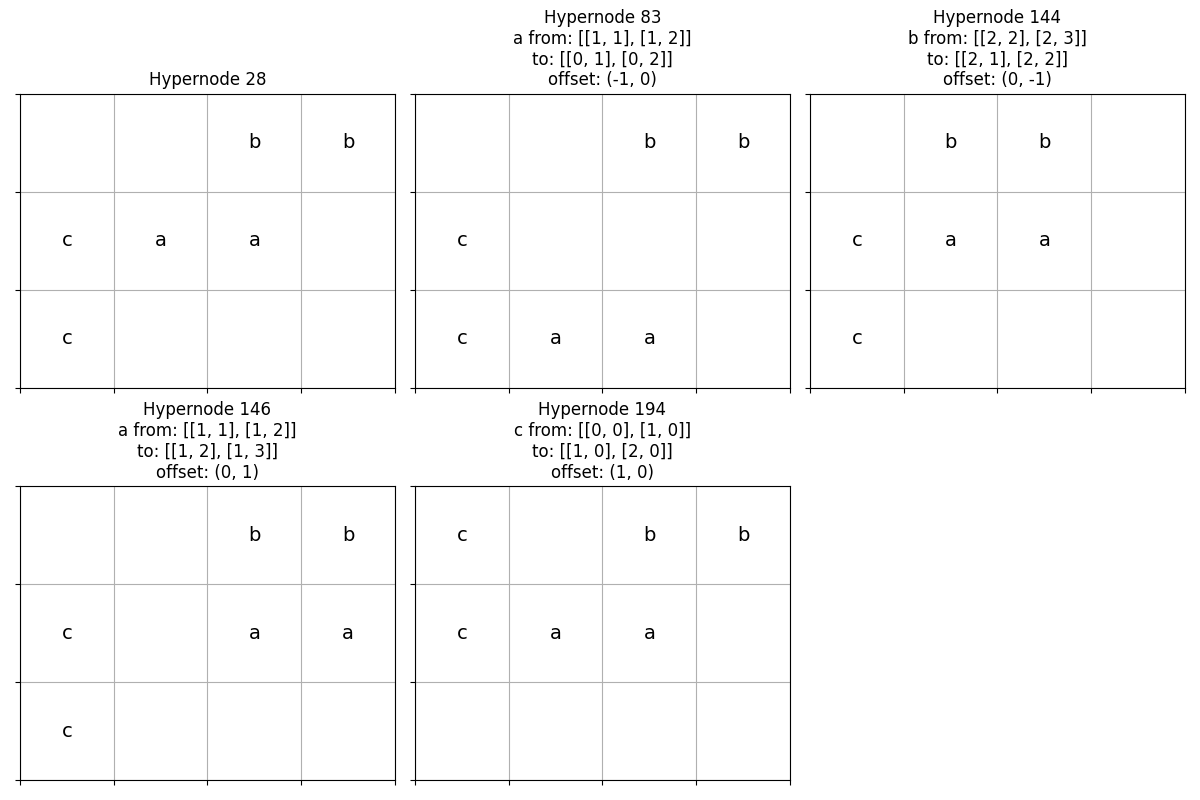 Hypernode 28
b b
c a a
c
Hypernode 83
a from: [[1, 1], [1, 2]]
to: [[0, 1], [0, 2]]
offset: (-1, 0)
b b
c
c a a
Hypernode 144
b from: [[2, 2], [2, 3]]
to: [[2, 1], [2, 2]]
offset: (0, -1)
b b
c a a
c
Hypernode 146
a from: [[1, 1], [1, 2]]
to: [[1, 2], [1, 3]]
offset: (0, 1)
b b
c a a
c
Hypernode 194
c from: [[0, 0], [1, 0]]
to: [[1, 0], [2, 0]]
offset: (1, 0)
c b b
c a a